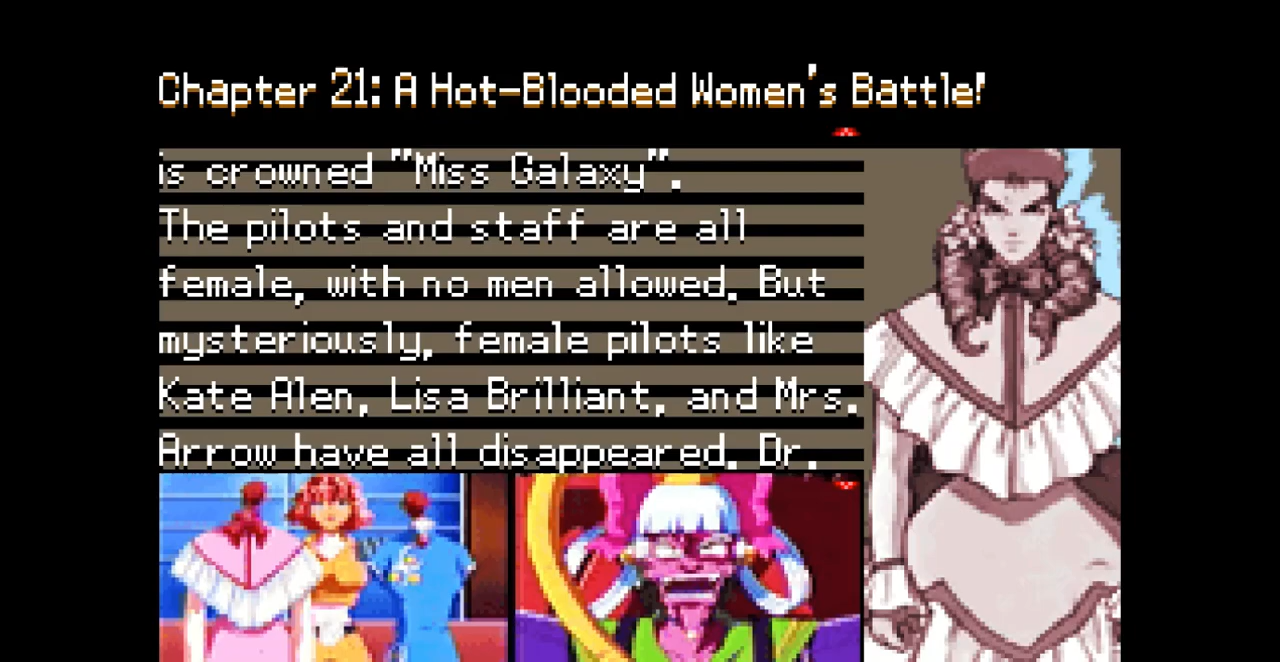 Chapter 21: A Hot-Blooded Women's Battle!
is crowned "Miss Galaxy".
The pilots and staff are all
female, with no men allowed. But
mysteriously, female pilots like
Kate Alen, Lisa Brilliant, and Mrs.
Arrow have all disappeared. Dr.